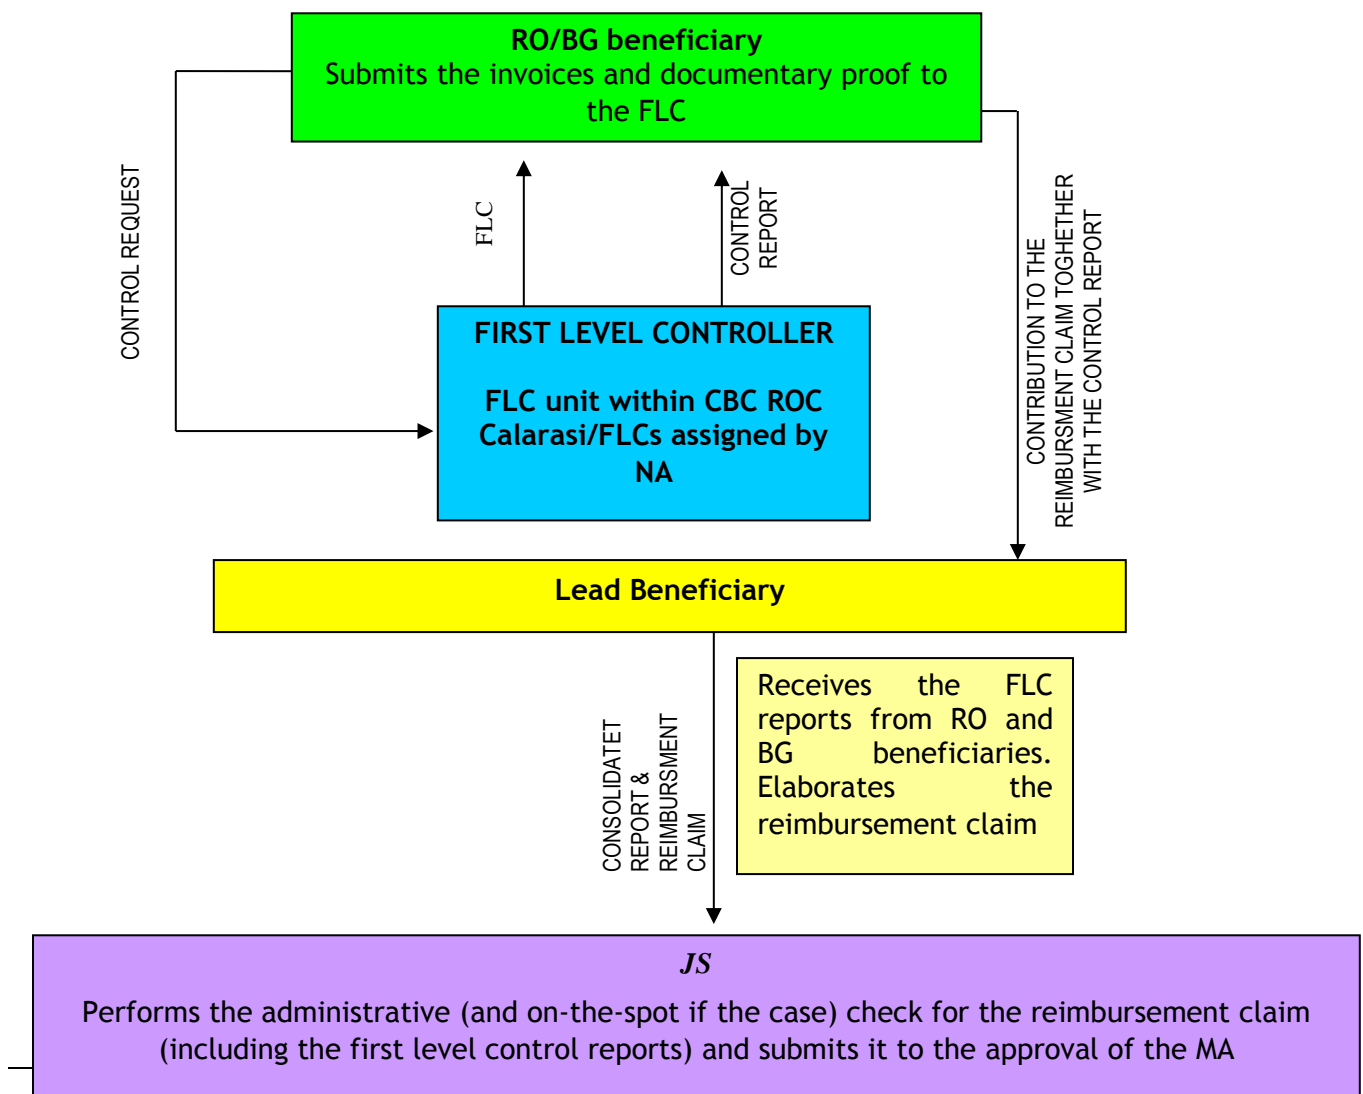 RO/BG beneficiary
Submits the invoices and documentary proof to
the FLC
CONTROL REQUEST
FLC
CONTROL
REPORT
CONTRIBUTION TO THE
REIMBURSMENT CLAIM TOGHETHER
WITH THE CONTROL REPORT
FIRST LEVEL CONTROLLER
FLC unit within CBC ROC
Calarasi/FLCs assigned by
NA
Lead Beneficiary
CONSOLIDATET
REPORT &
REIMBURSMENT
CLAIM
Receives the FLC
reports from RO and
BG beneficiaries.
Elaborates the
reimbursement claim
JS
Performs the administrative (and on-the-spot if the case) check for the reimbursement claim
(including the first level control reports) and submits it to the approval of the MA